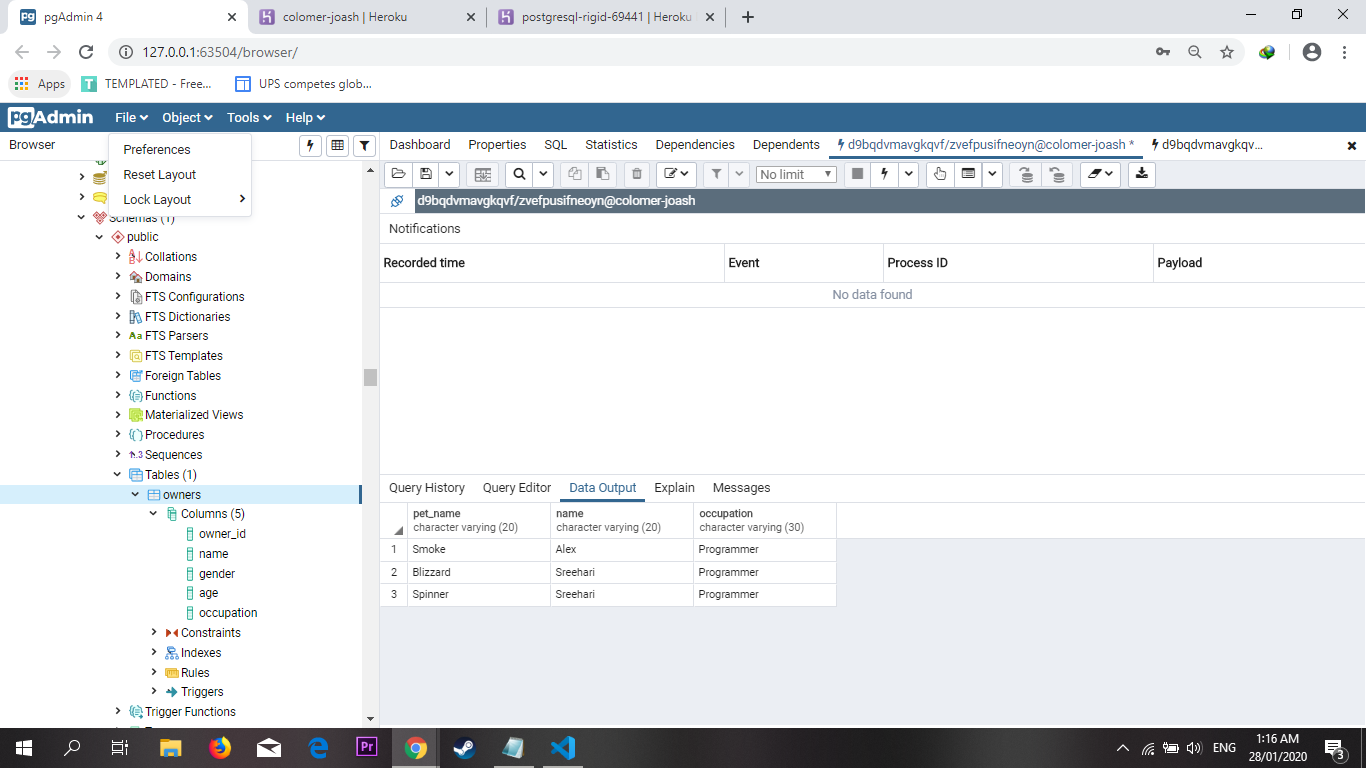 pgAdmin 4
colomer-joash | Heroku
postgresql-rigid-69441 | Heroku
127.0.0.1:63504/browser/
Apps
TEMPLATED - Free...
UPS competes glob...
pgAdmin File Object Tools Help
Browser
Dashboard Properties SQL Statistics Dependencies Dependents d9bqdvmavgkqvf/zvefpusifneoyn@colomer-joash * d9bqdvmavgkqv...
Preferences
Reset Layout
Lock Layout
No limit
d9bqdvmavgkqvf/zvefpusifneoyn@colomer-joash
Schemas (1)
public
Collations
Domains
FTS Configurations
FTS Dictionaries
Aa FTS Parsers
FTS Templates
Foreign Tables
Functions
Materialized Views
Procedures
1..3 Sequences
Tables (1)
owners
Columns (5)
owner_id
name
gender
age
occupation
Constraints
Indexes
Rules
Triggers
Trigger Functions
Notifications
Recorded time Event Process ID Payload
No data found
Query History Query Editor Data Output Explain Messages
pet_name name occupation
character varying (20) character varying (20) character varying (30)
1 Smoke Alex Programmer
2 Blizzard Sreehari Programmer
3 Spinner Sreehari Programmer
Pr
ENG
1:16 AM
28/01/2020
3